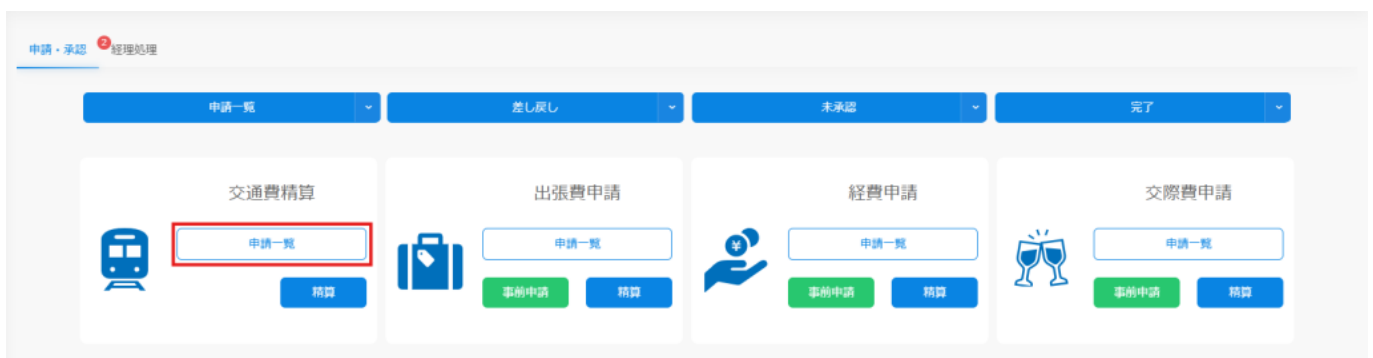 申請・承認 2 経理処理
申請一覧 差し戻し 未承認 完了
交通費精算 出張費申請 経費申請 交際費申請
申請一覧 申請一覧 ¥ 申請一覧 申請一覧
精算 事前申請 精算 事前申請 精算 事前申請 精算